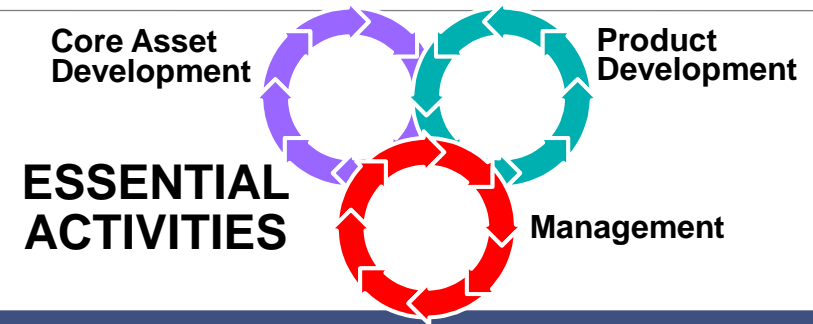 Core Asset
Development
Product
Development
ESSENTIAL
ACTIVITIES
Management